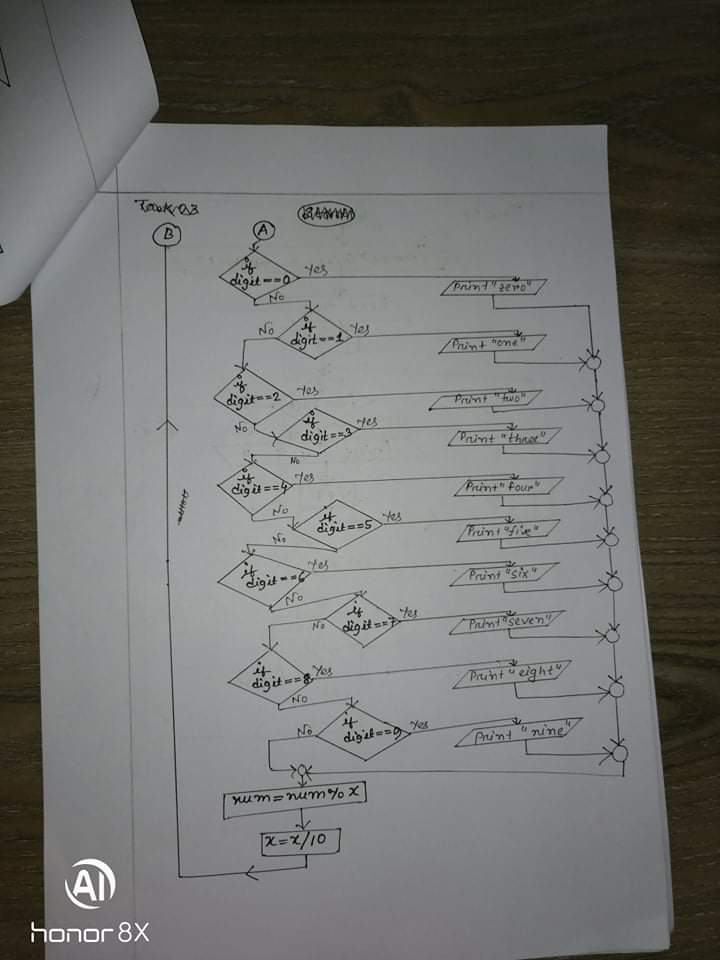 B
A
if
digit==0
Yes
Print "zero"
No
if
digit==1
No
Yes
Print "one"
if
digit==2
Yes
Print "two"
No
if
digit==3
Yes
Print "three"
No
if
digit==4
Yes
Print "four"
No
if
digit==5
Yes
Print "five"
No
if
digit==6
Yes
Print "six"
No
if
digit==7
Yes
Print "seven"
No
if
digit==8
Yes
Print "eight"
No
if
digit==9
Yes
Print "nine"
No
num=num%x
x=x/10
AI
honor 8X